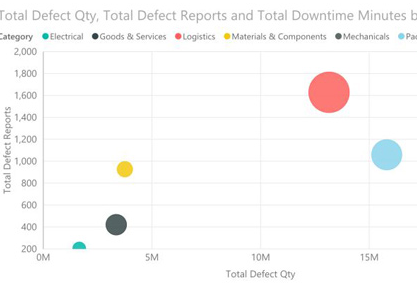 Total Defect Qty, Total Defect Reports and Total Downtime Minutes b
Category Electrical Goods & Services Logistics Materials & Components Mechanicals Pac
2,000
1,800
1,600
1,400
1,200
1,000
800
600
400
200
Total Defect Reports
0M 5M 10M 15M
Total Defect Qty